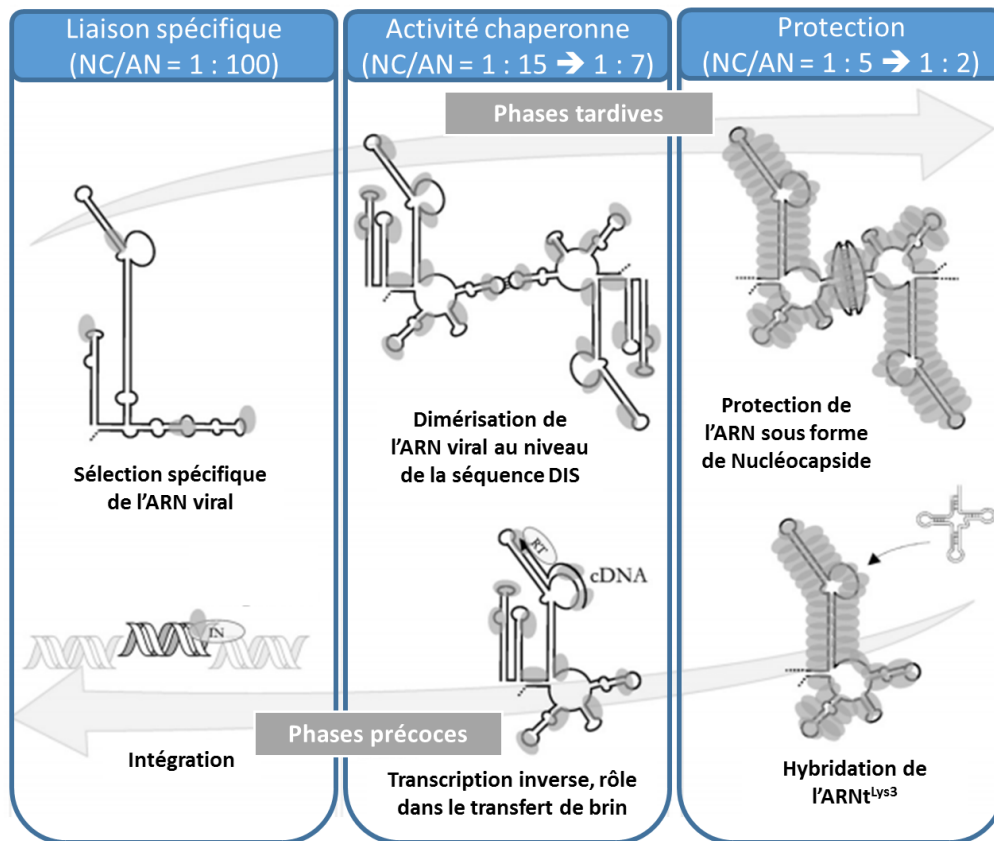 Liaison spécifique
(NC/AN = 1 : 100)
Activité chaperonne
(NC/AN = 1 : 15 ➔ 1 : 7)
Protection
(NC/AN = 1 : 5 ➔ 1 : 2)
Phases tardives
Sélection spécifique
de l'ARN viral
Dimérisation de
l'ARN viral au niveau
de la séquence DIS
Protection de
l'ARN sous forme
de Nucléocapside
IN
RT
cDNA
Phases précoces
Intégration
Transcription inverse, rôle
dans le transfert de brin
Hybridation de
l'ARNt^Lys3